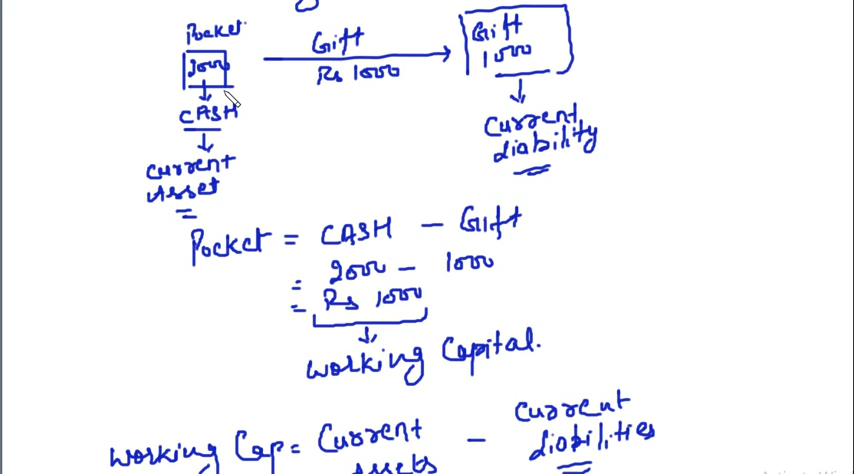 Pocket
2000
Gift
Rs 1000
Gift
1000
CASH
Current
Asset
Current
Liability
Pocket = CASH - Gift
= 2000 - 1000
= Rs 1000
Working Capital.
Working Cap = Current Assets - Current Liabilities